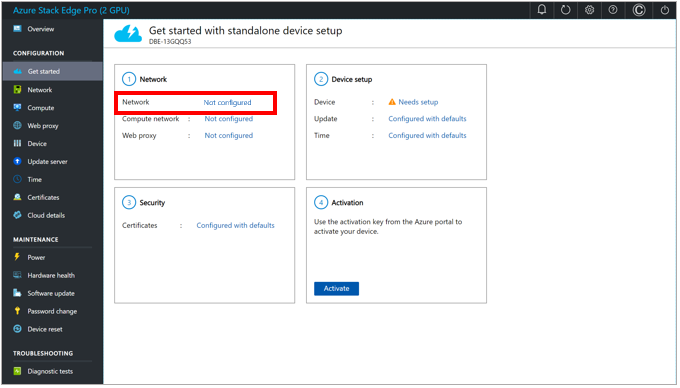 Azure Stack Edge Pro (2 GPU)
Overview
CONFIGURATION
Get started
Network
Compute
Web proxy
Device
Update server
Time
Certificates
Cloud details
MAINTENANCE
Power
Hardware health
Software update
Password change
Device reset
TROUBLESHOOTING
Diagnostic tests
Get started with standalone device setup
DBE-13GQQ53
1 Network
Network Not configured
Compute network : Not configured
Web proxy : Not configured
2 Device setup
Device : Needs setup
Update : Configured with defaults
Time : Configured with defaults
3 Security
Certificates : Configured with defaults
4 Activation
Use the activation key from the Azure portal to
activate your device.
Activate